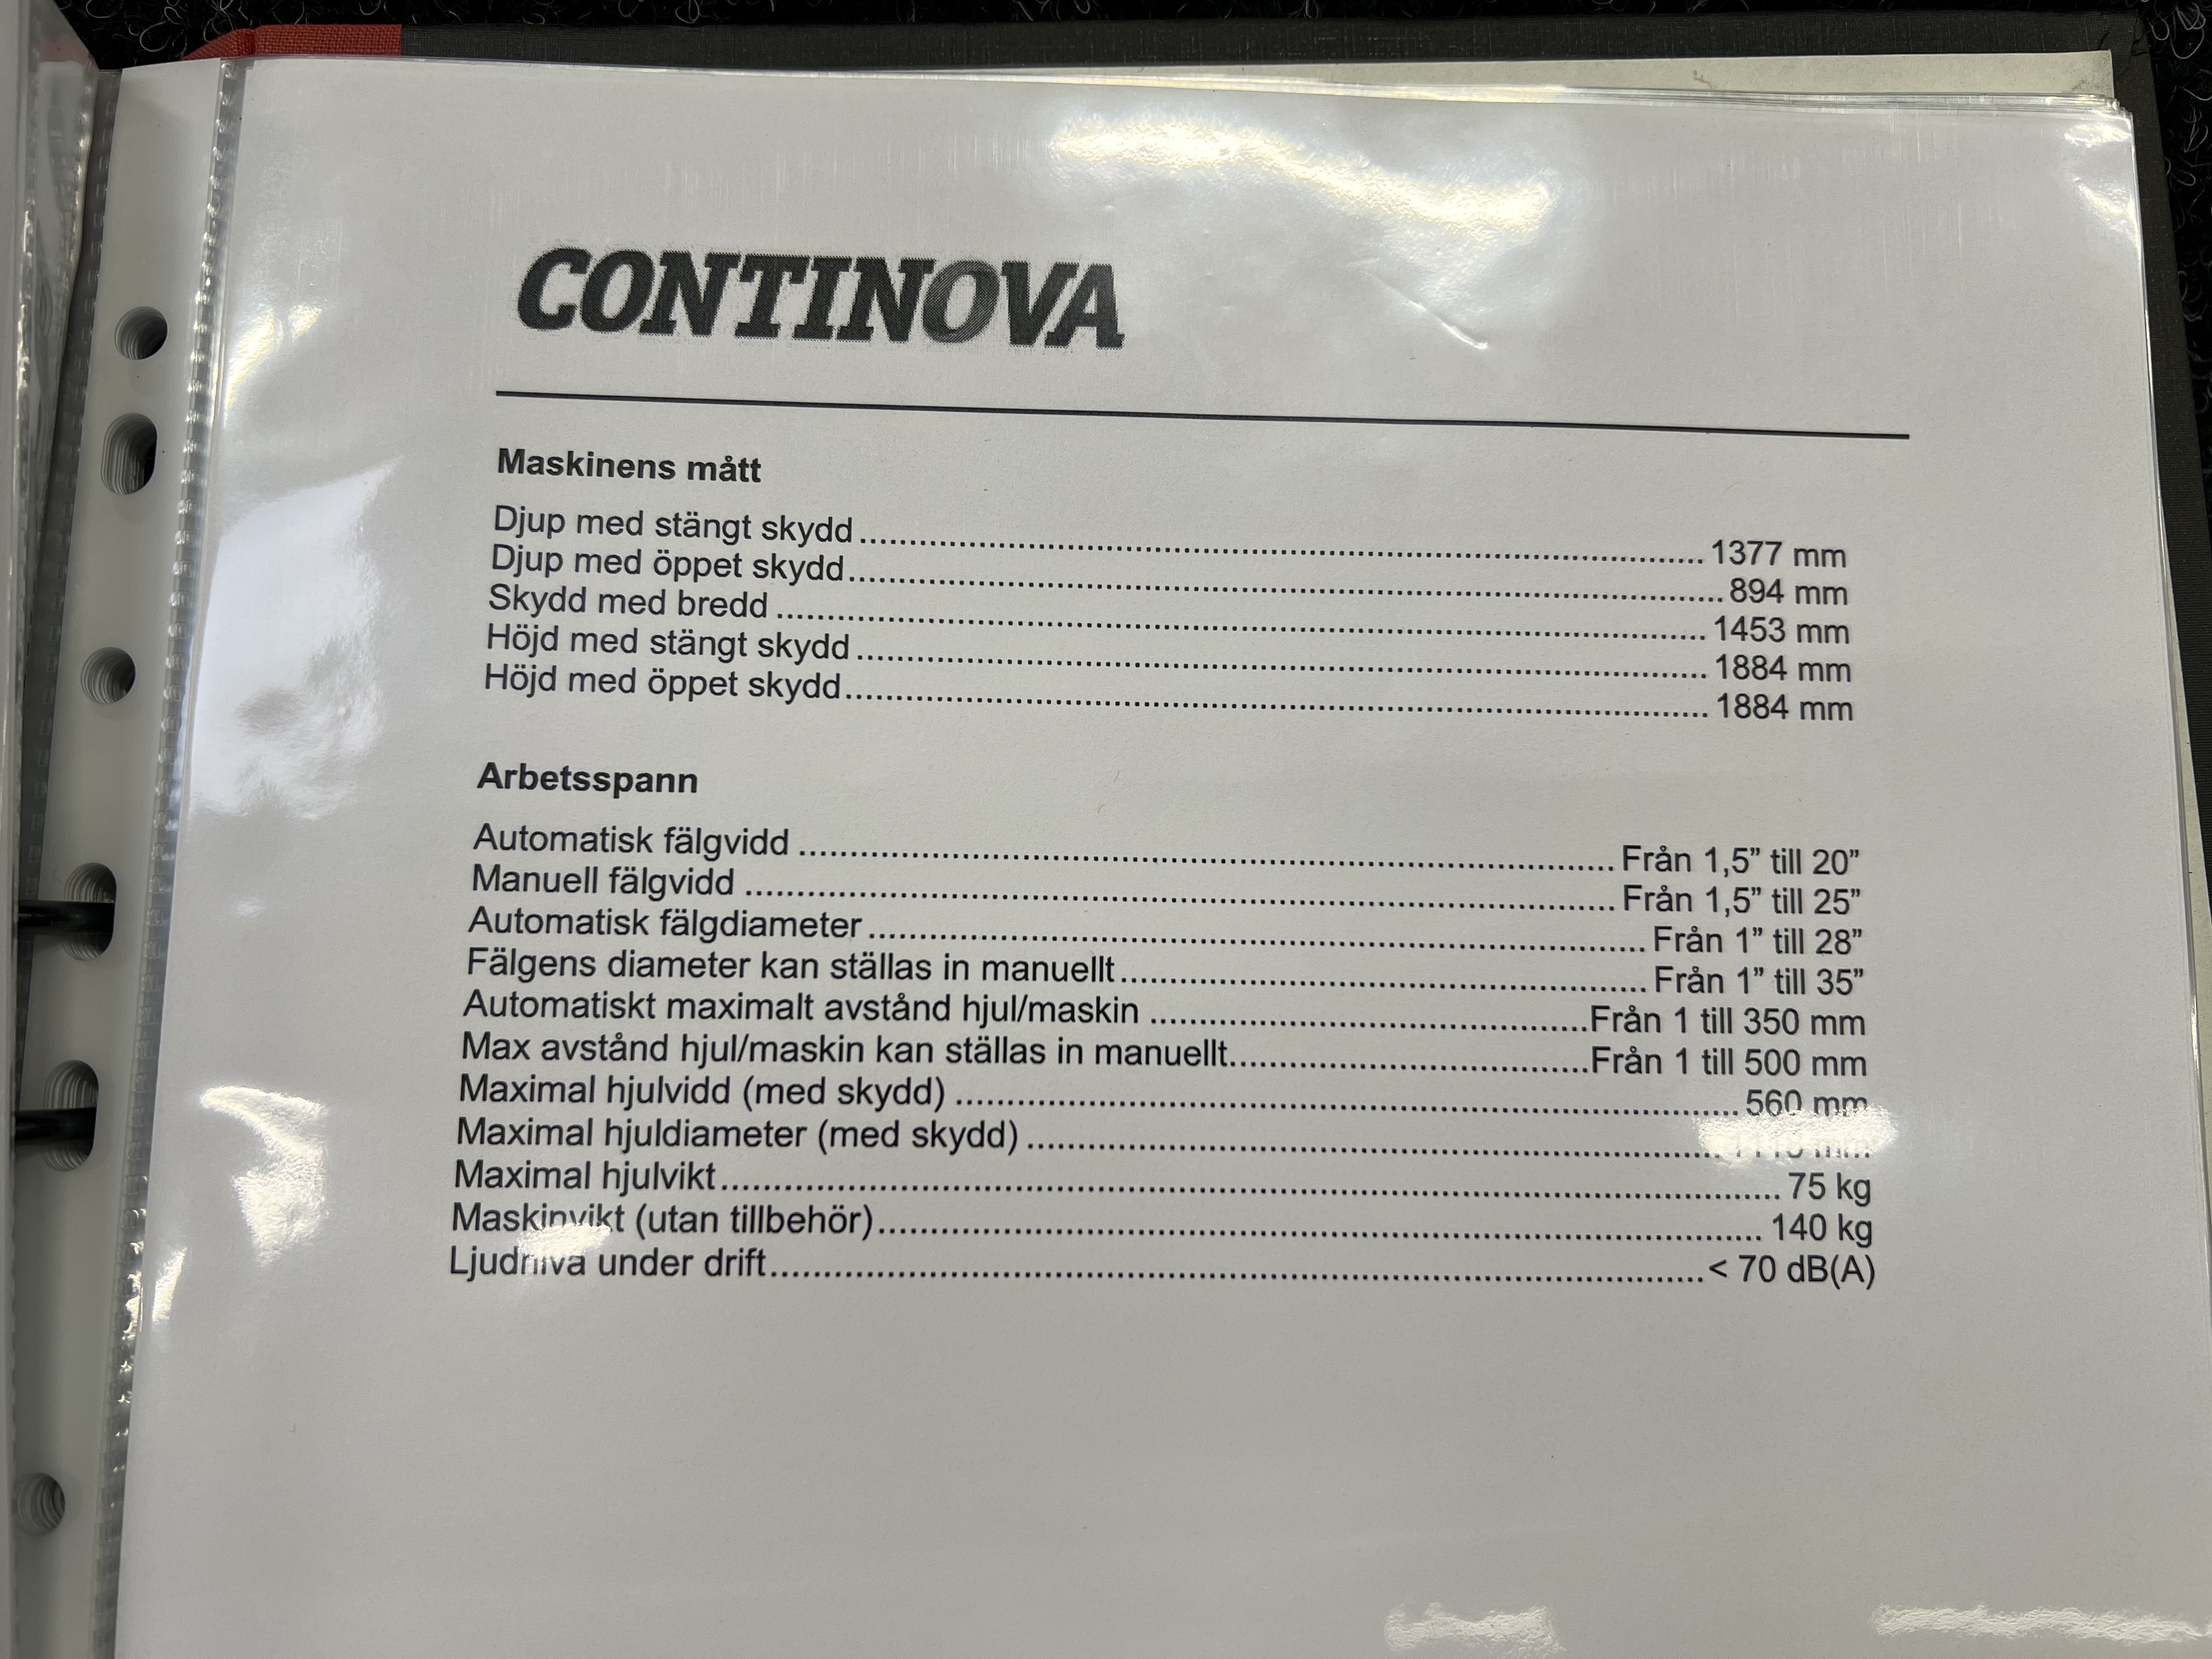 CONTINOVA
Maskinens mått
Djup med stängt skydd 1377 mm
Djup med öppet skydd 894 mm
Skydd med bredd 1453 mm
Höjd med stängt skydd 1884 mm
Höjd med öppet skydd 1884 mm
Arbetsspann
Automatisk fälgvidd Från 1,5” till 20”
Manuell fälgvidd Från 1,5” till 25”
Automatisk fälgdiameter Från 1” till 28”
Fälgens diameter kan ställas in manuellt Från 1” till 35”
Automatiskt maximalt avstånd hjul/maskin Från 1 till 350 mm
Max avstånd hjul/maskin kan ställas in manuellt Från 1 till 500 mm
Maximal hjulvidd (med skydd) 560 mm
Maximal hjuldiameter (med skydd) mm
Maximal hjulvikt 75 kg
Maskinvikt (utan tillbehör) 140 kg
Ljudnivå under drift < 70 dB(A)